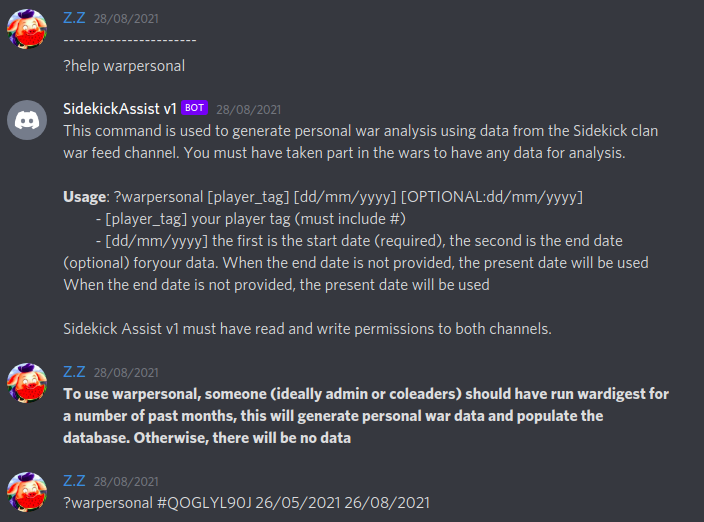 Z.Z 28/08/2021
-----------------------
?help warpersonal
SidekickAssist v1 BOT 28/08/2021
This command is used to generate personal war analysis using data from the Sidekick clan
war feed channel. You must have taken part in the wars to have any data for analysis.
Usage: ?warpersonal [player_tag] [dd/mm/yyyy] [OPTIONAL:dd/mm/yyyy]
- [player_tag] your player tag (must include #)
- [dd/mm/yyyy] the first is the start date (required), the second is the end date
(optional) foryour data. When the end date is not provided, the present date will be used
When the end date is not provided, the present date will be used
Sidekick Assist v1 must have read and write permissions to both channels.
Z.Z 28/08/2021
To use warpersonal, someone (ideally admin or coleaders) should have run wardigest for
a number of past months, this will generate personal war data and populate the
database. Otherwise, there will be no data
Z.Z 28/08/2021
?warpersonal #QOGLYL90J 26/05/2021 26/08/2021